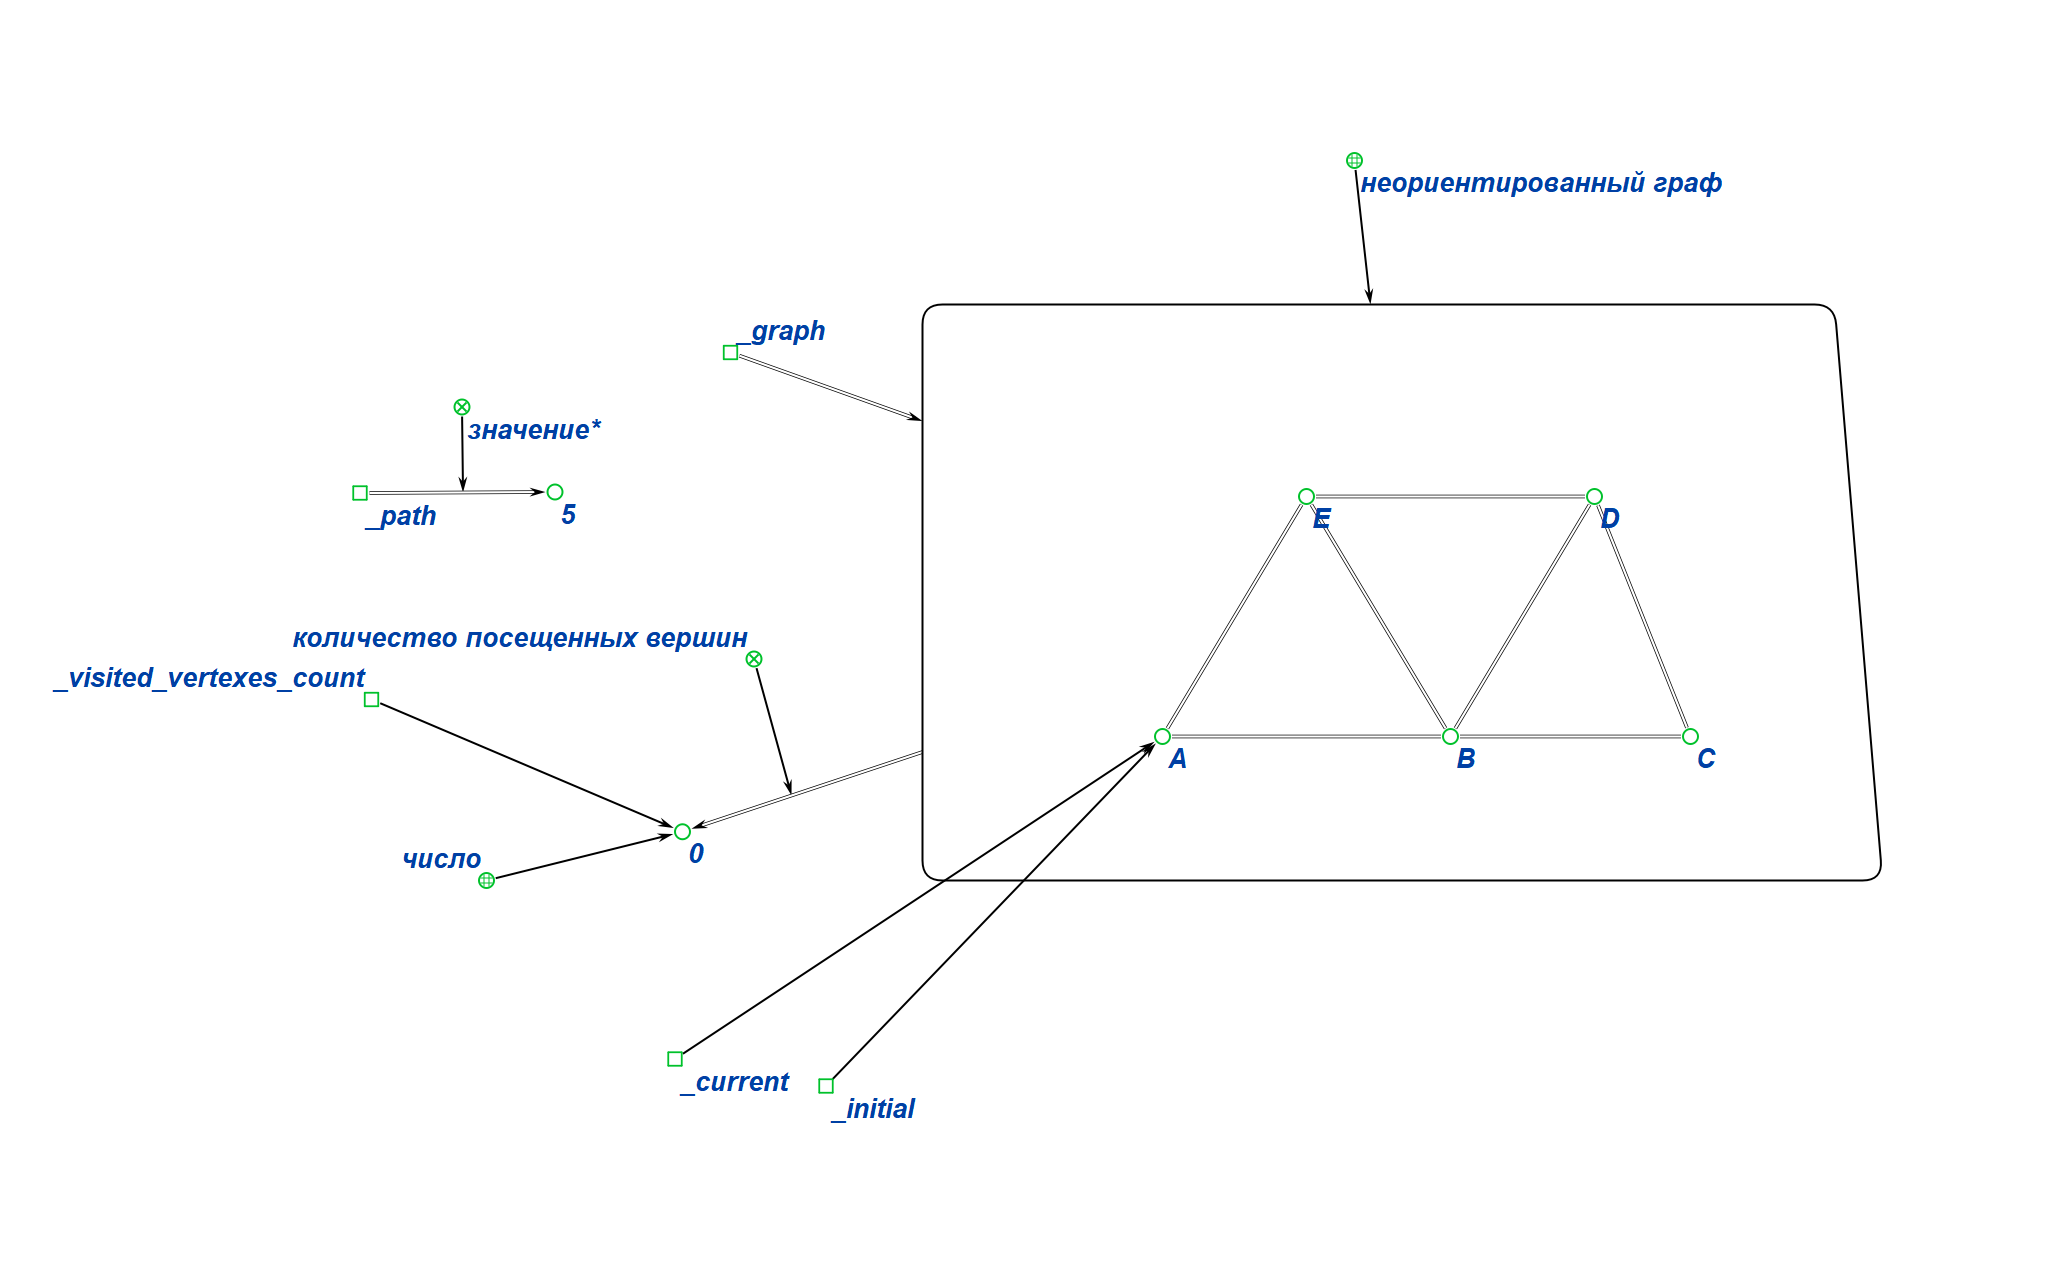 неориентированный граф
_graph
значение*
_path
5
E
D
количество посещенных вершин
_visited_vertexes_count
A
B
C
число
0
_current
_initial